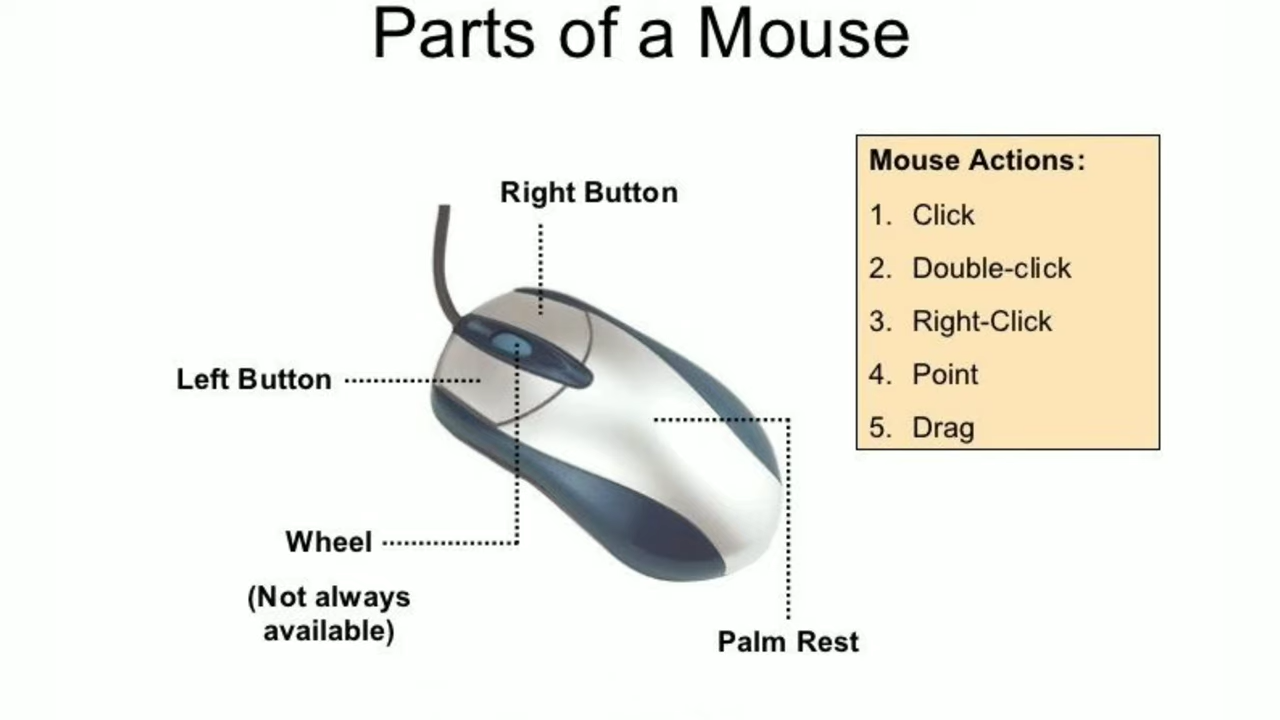 Parts of a Mouse
Mouse Actions:
1. Click
2. Double-click
3. Right-Click
4. Point
5. Drag
Right Button
Left Button
Wheel
(Not always
available)
Palm Rest